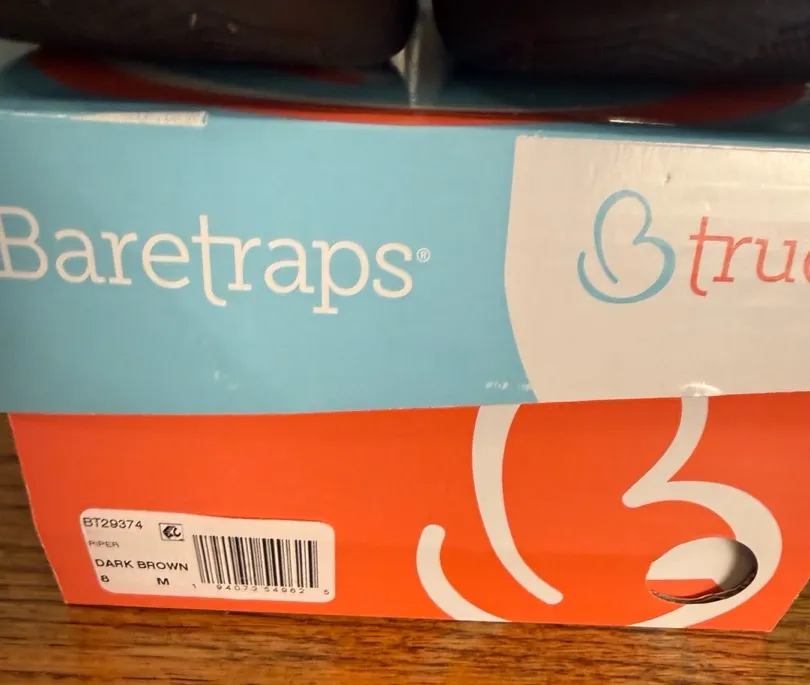 Baretraps®
B true
BT29374
PIPER
DARK BROWN
8 M
1 94073 54962 5